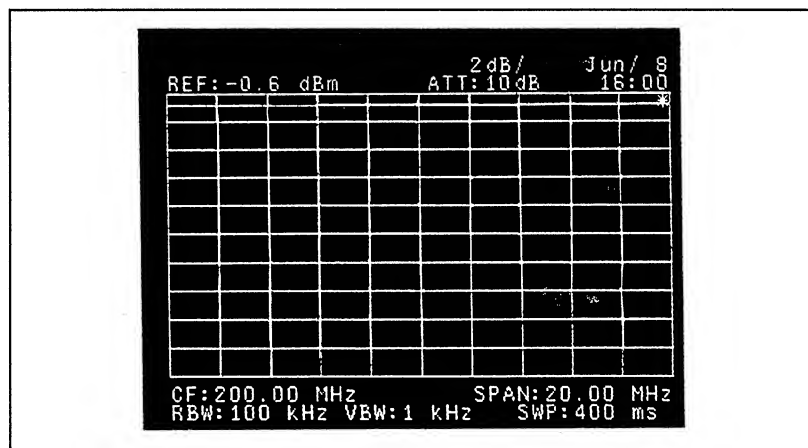 2dB/ Jun/ 8
REF:-0.6 dBm ATT:10dB 16:00
*
CF:200.00 MHz SPAN:20.00 MHz
RBW:100 kHz VBW:1 kHz SWP:400 ms